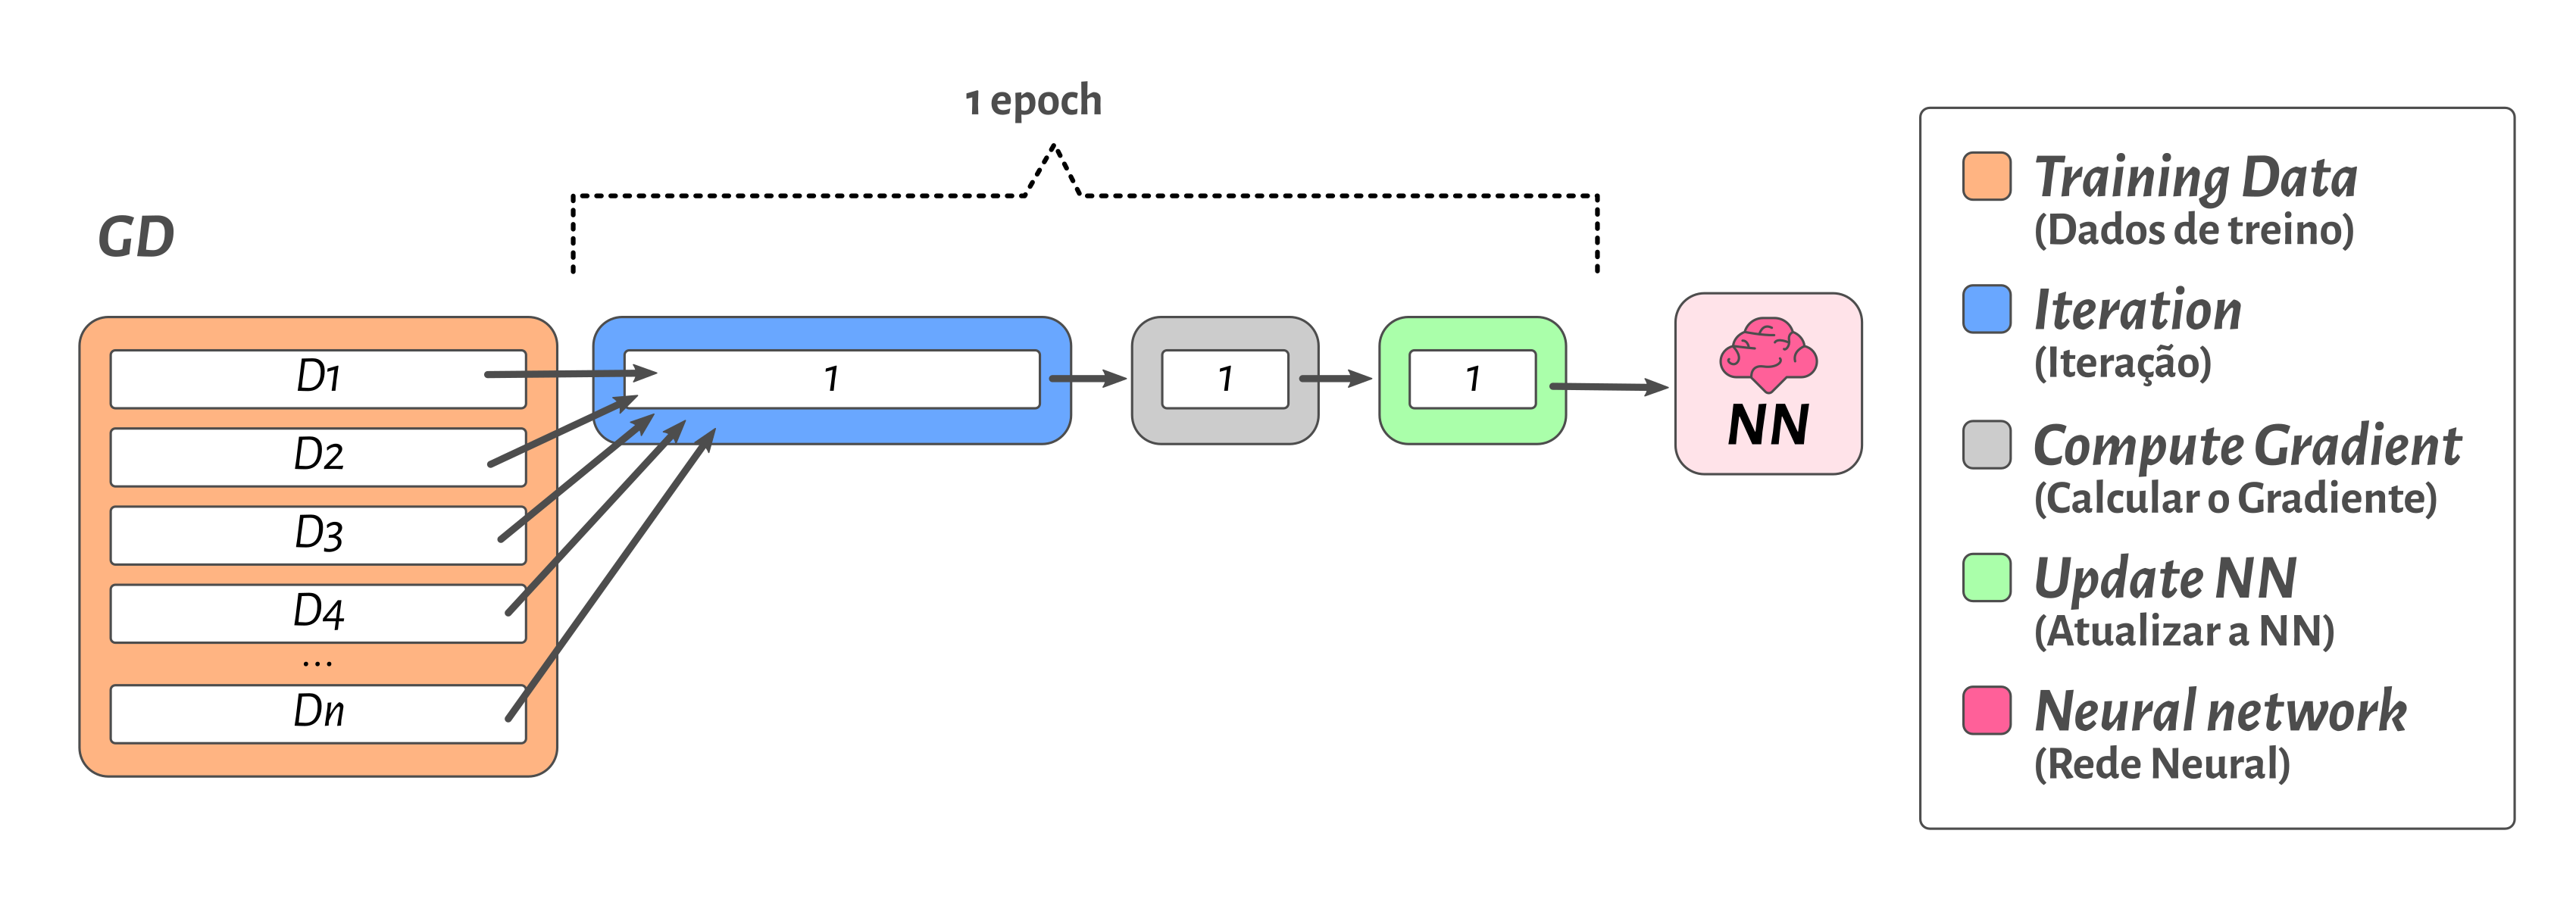 1 epoch
GD
D1
D2
D3
D4
...
Dn
1
1
1
NN
Training Data
(Dados de treino)
Iteration
(Iteração)
Compute Gradient
(Calcular o Gradiente)
Update NN
(Atualizar a NN)
Neural network
(Rede Neural)